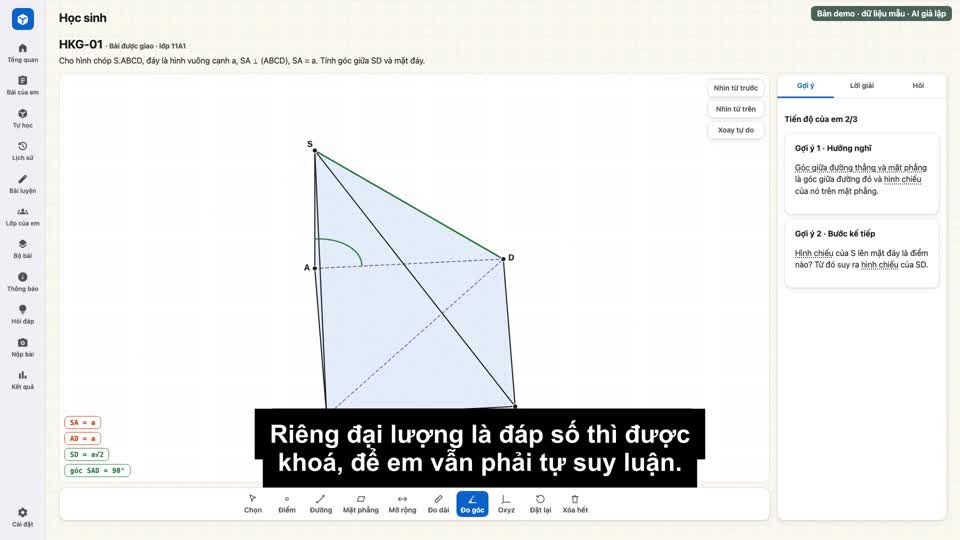 Học sinh
Bản demo · dữ liệu mẫu · AI giả lập
Tổng quan
Bài của em
Tự học
Lịch sử
Bài luyện
Lớp của em
Bộ bài
Thông báo
Hỏi đáp
Nộp bài
Kết quả
Cài đặt
HKG-01 · Bài được giao · lớp 11A1
Cho hình chóp S.ABCD, đáy là hình vuông cạnh a, SA ⊥ (ABCD), SA = a. Tính góc giữa SD và mặt đáy.
Nhìn từ trước
Nhìn từ trên
Xoay tự do
S
A
D
SA = a
AD = a
SD = a√2
góc SAD = 90°
Riêng đại lượng là đáp số thì được
khoá, để em vẫn phải tự suy luận.
Chọn
Điểm
Đường
Mặt phẳng
Mở rộng
Đo dài
Đo góc
Oxyz
Đặt lại
Xóa hết
Gợi ý
Lời giải
Hỏi
Tiến độ của em 2/3
Gợi ý 1 · Hướng nghĩ
Góc giữa đường thẳng và mặt phẳng
là góc giữa đường đó và hình chiếu
của nó trên mặt phẳng.
Gợi ý 2 · Bước kế tiếp
Hình chiếu của S lên mặt đáy là điểm
nào? Từ đó suy ra hình chiếu của SD.